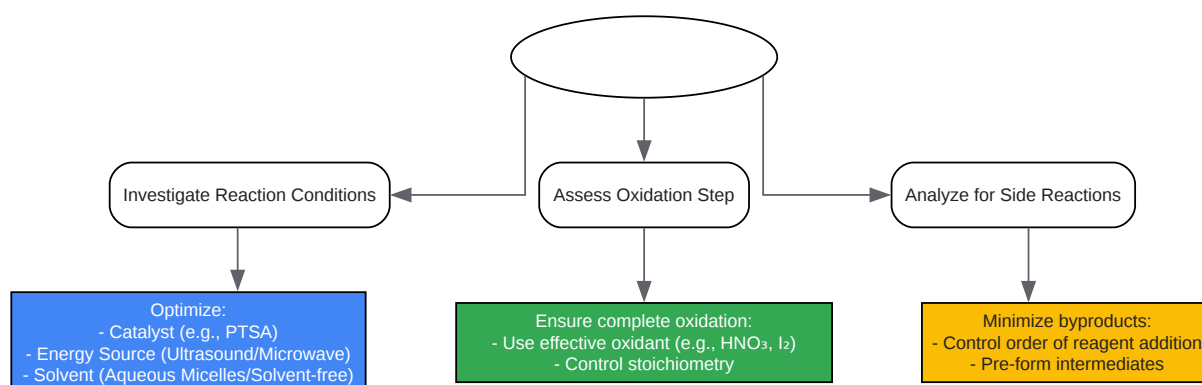 Investigate Reaction Conditions
Assess Oxidation Step
Analyze for Side Reactions
Optimize:
- Catalyst (e.g., PTSA)
- Energy Source (Ultrasound/Microwave)
- Solvent (Aqueous Micelles/Solvent-free)
Ensure complete oxidation:
- Use effective oxidant (e.g., HNO₃, I₂)
- Control stoichiometry
Minimize byproducts:
- Control order of reagent addition
- Pre-form intermediates